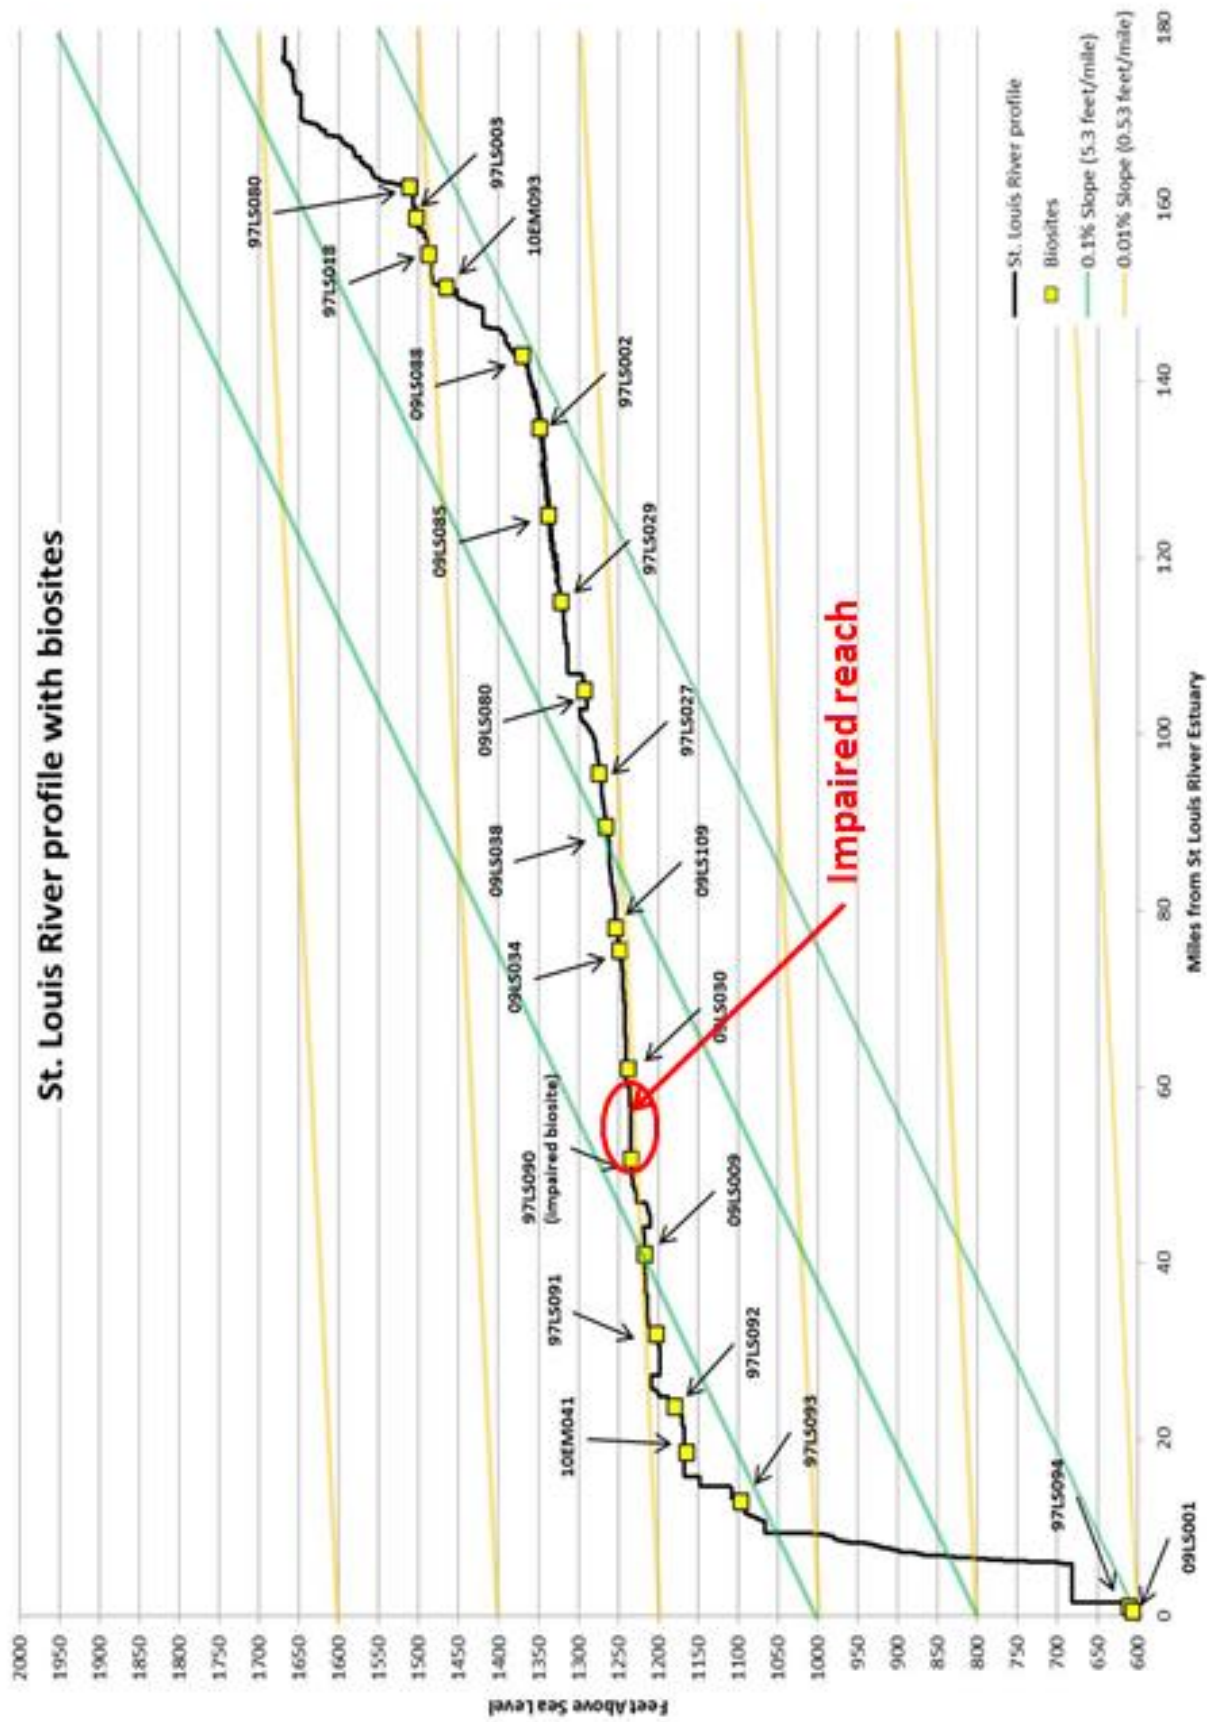 St. Louis River profile with biosites
2000
1950
1900
1850
1800
1750
1700
1650
1600
1550
1500
1450
1400
1350
1300
1250
1200
1150
1100
1050
1000
950
900
850
800
750
700
650
600
Feet Above Sea Level
0
20
40
60
80
100
120
140
160
180
Miles from St Louis River Estuary
09LS001
97LS094
97LS093
10EM041
97LS092
97LS091
09LS009
97LS090
(Impaired biosite)
09LS030
09LS034
09LS109
09LS038
97LS027
09LS080
97LS029
09LS085
97LS002
09LS088
10EM093
97LS018
97LS003
97LS080
Impaired reach
St. Louis River profile
Biosites
0.1% Slope (5.3 feet/mile)
0.01% Slope (0.53 feet/mile)